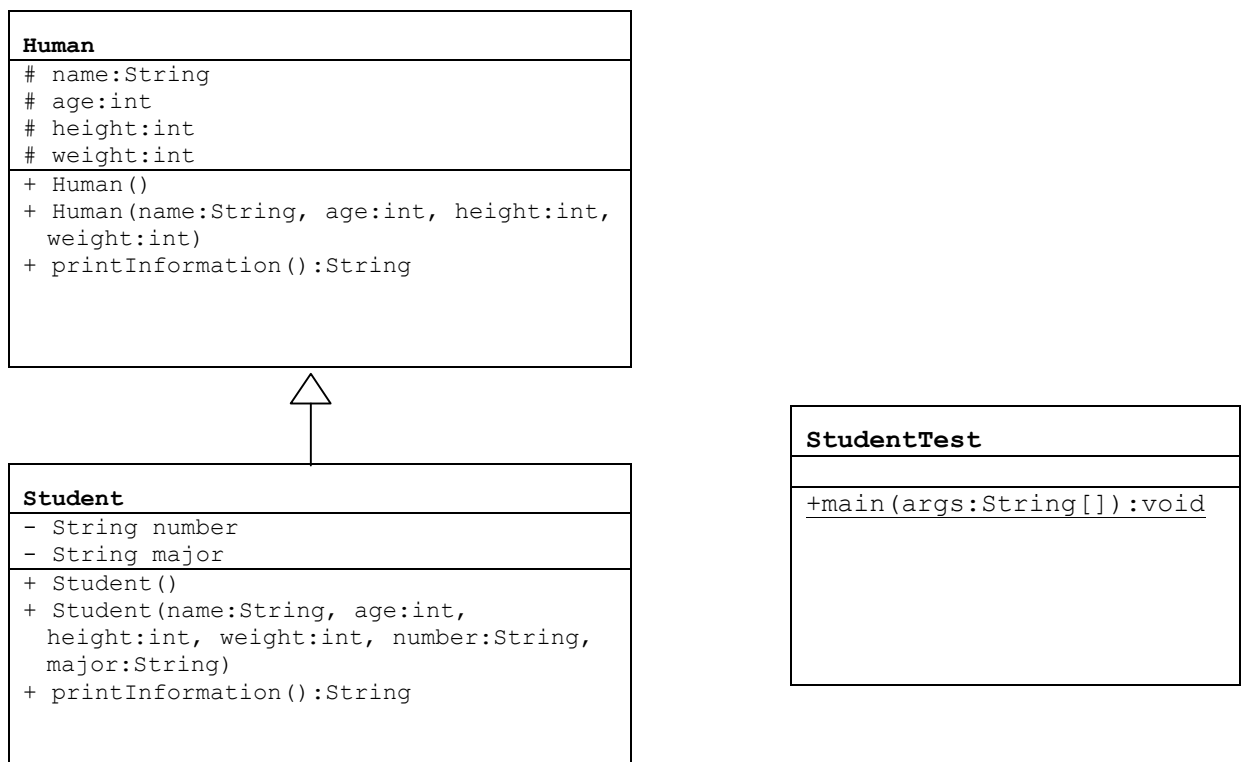 Human
# name:String
# age:int
# height:int
# weight:int
+ Human()
+ Human(name:String, age:int, height:int,
weight:int)
+ printInformation():String
Student
- String number
- String major
+ Student()
+ Student(name:String, age:int,
height:int, weight:int, number:String,
major:String)
+ printInformation():String
StudentTest
+main(args:String[]):void